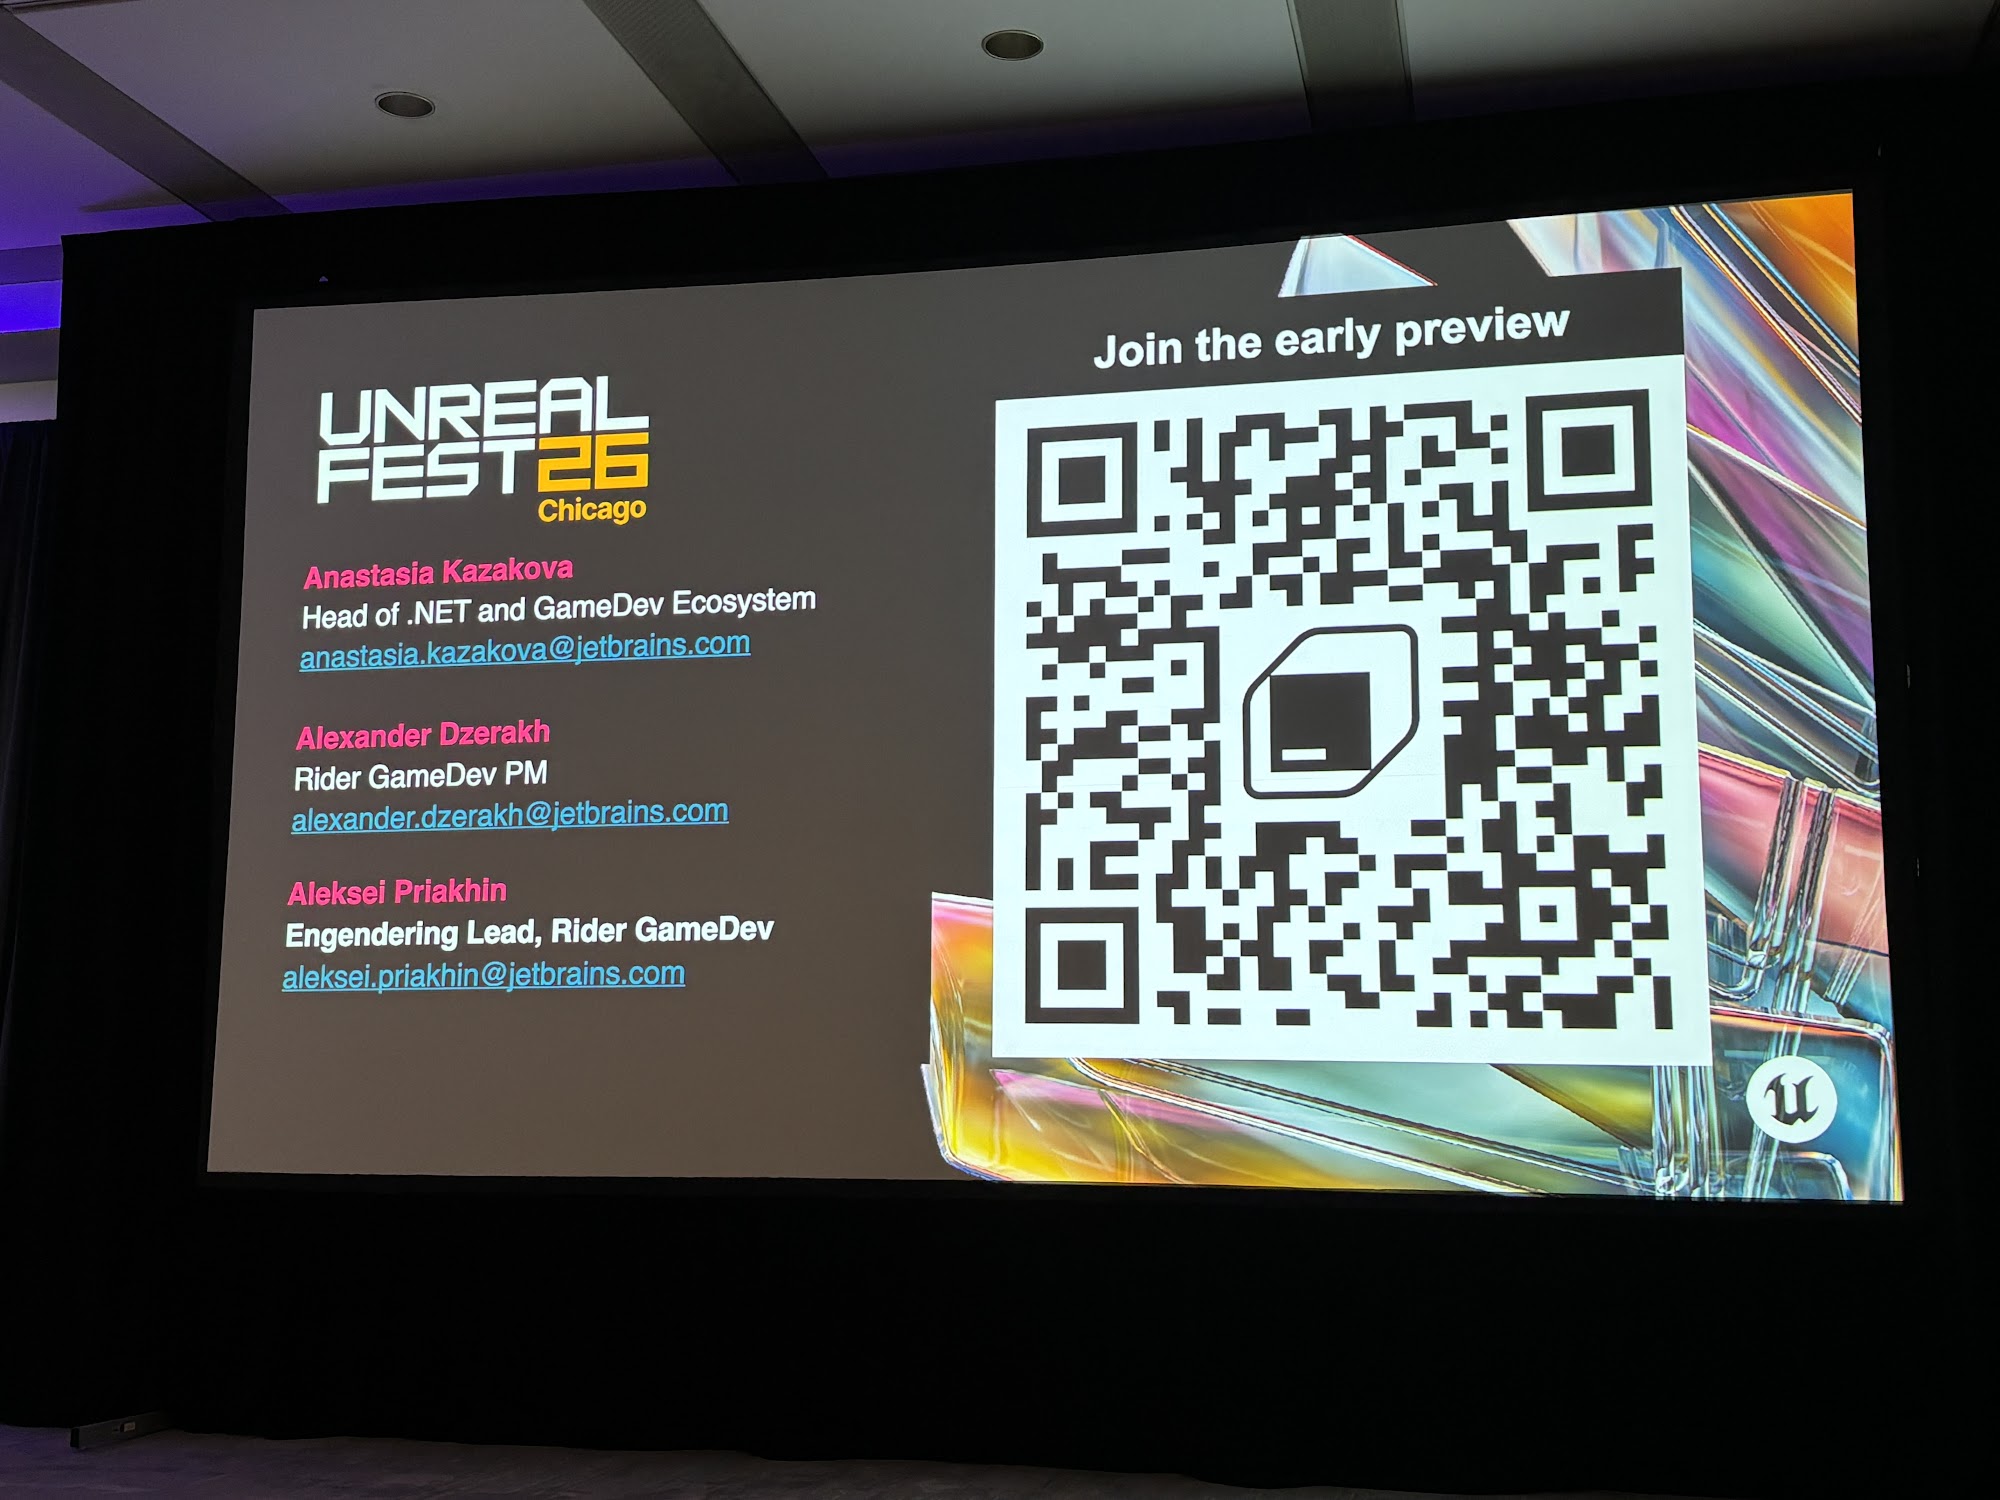 UNREAL
FEST26
Chicago
Join the early preview
Anastasia Kazakova
Head of .NET and GameDev Ecosystem
anastasia.kazakova@jetbrains.com
Alexander Dzerakh
Rider GameDev PM
alexander.dzerakh@jetbrains.com
Aleksei Priakhin
Engendering Lead, Rider GameDev
aleksei.priakhin@jetbrains.com